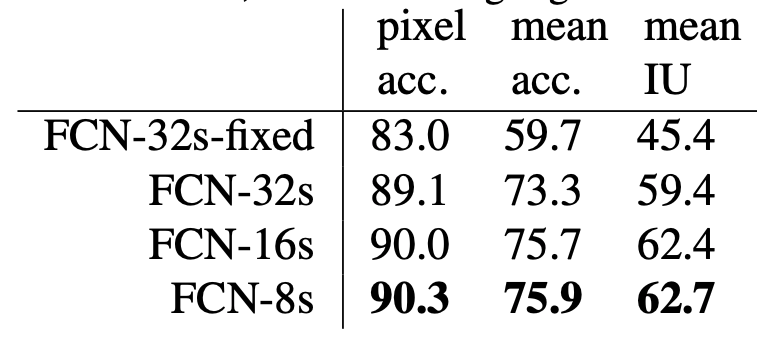 pixel mean mean
acc. acc. IU
FCN-32s-fixed 83.0 59.7 45.4
FCN-32s 89.1 73.3 59.4
FCN-16s 90.0 75.7 62.4
FCN-8s 90.3 75.9 62.7